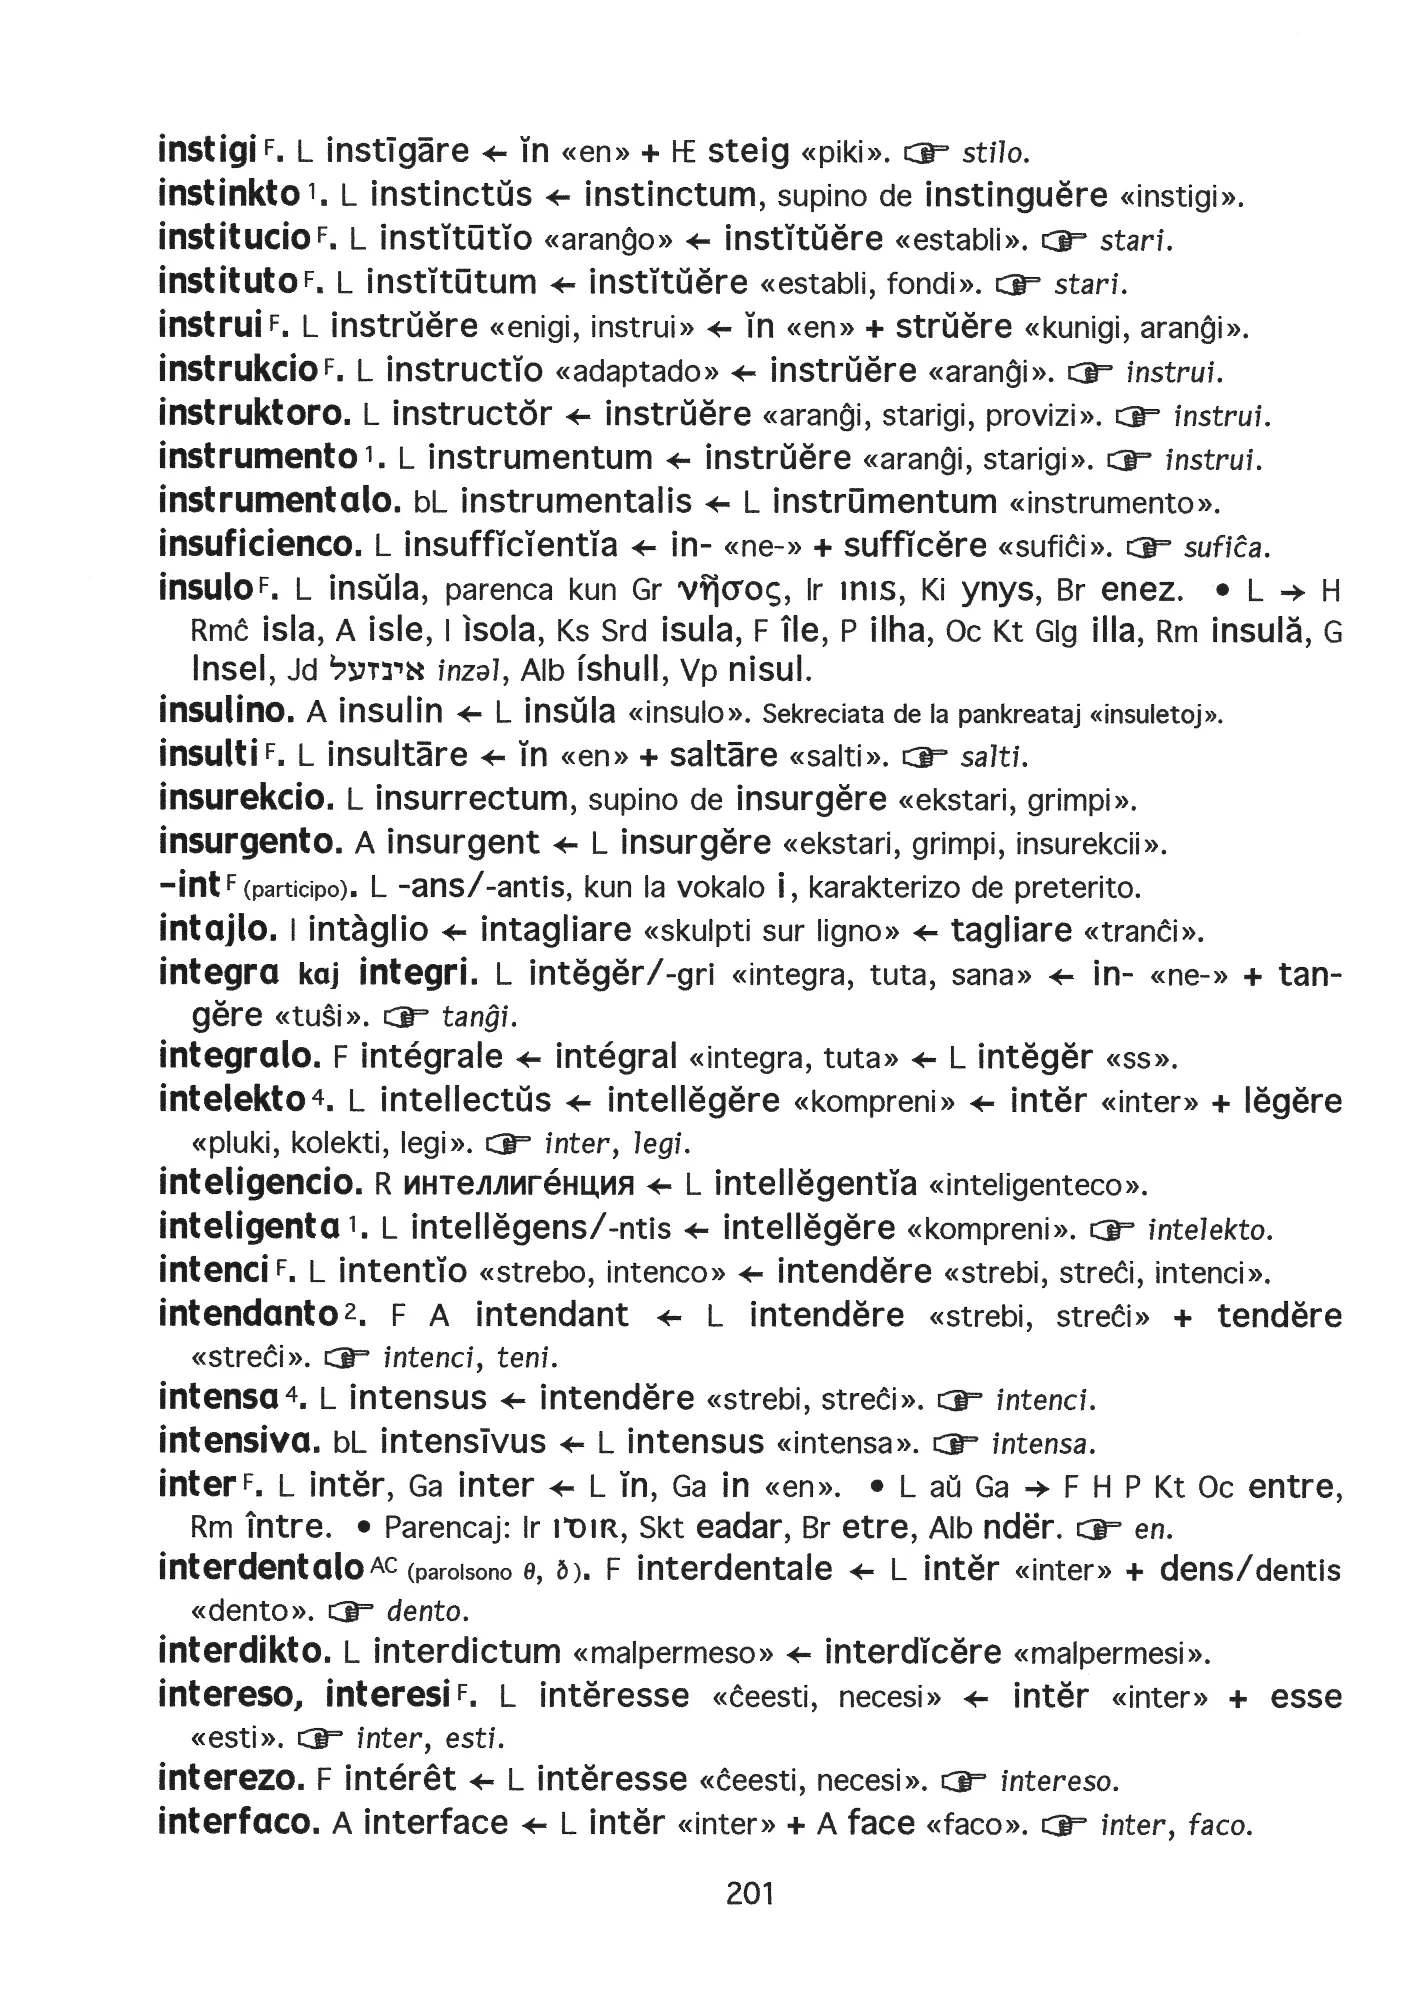 instigi F. L instīgāre ← ĭn «en» + IE steig «piki». ☞ stilo.
instinkto 1. L instinctŭs ← instinctum, supino de instinguĕre «instigi».
institucio F. L instĭtūtĭo «aranĝo» ← instĭtŭĕre «establi». ☞ stari.
instituto F. L instĭtūtum ← instĭtŭĕre «establi, fondi». ☞ stari.
instrui F. L instrŭĕre «enigi, instrui» ← ĭn «en» + strŭĕre «kunigi, aranĝi».
instrukcio F. L instructĭo «adaptado» ← instrŭĕre «aranĝi». ☞ instrui.
instruktoro. L instructŏr ← instrŭĕre «aranĝi, starigi, provizi». ☞ instrui.
instrumento 1. L instrumentum ← instrŭĕre «aranĝi, starigi». ☞ instrui.
instrumentalo. bL instrumentalis ← L instrūmentum «instrumento».
insuficienco. L insuffĭcĭentĭa ← in- «ne-» + suffĭcĕre «sufiĉi». ☞ sufiĉa.
insulo F. L insŭla, parenca kun Gr νῆσος, Ir ınıs, Ki ynys, Br enez. • L → H
Rmĉ isla, A isle, I ìsola, Ks Srd isula, F île, P ilha, Oc Kt Glg illa, Rm insulă, G
Insel, Jd אינזעל inzəl, Alb íshull, Vp nisul.
insulino. A insulin ← L insŭla «insulo». Sekreciata de la pankreataj «insuletoj».
insulti F. L insultāre ← ĭn «en» + saltāre «salti». ☞ salti.
insurekcio. L insurrectum, supino de insurgĕre «ekstari, grimpi».
insurgento. A insurgent ← L insurgĕre «ekstari, grimpi, insurekcii».
-int F (participo). L -ans/-antis, kun la vokalo i, karakterizo de preterito.
intajlo. I intàglio ← intagliare «skulpti sur ligno» ← tagliare «tranĉi».
integra kaj integri. L intĕgĕr/-gri «integra, tuta, sana» ← in- «ne-» + tan-
gĕre «tuŝi». ☞ tanĝi.
integralo. F intégrale ← intégral «integra, tuta» ← L intĕgĕr «ss».
intelekto 4. L intellectŭs ← intellĕgĕre «kompreni» ← intĕr «inter» + lĕgĕre
«pluki, kolekti, legi». ☞ inter, legi.
inteligencio. R интеллиге́нция ← L intellĕgentĭa «inteligenteco».
inteligenta 1. L intellĕgens/-ntis ← intellĕgĕre «kompreni». ☞ intelekto.
intenci F. L intentĭo «strebo, intenco» ← intendĕre «strebi, streĉi, intenci».
intendanto 2. F A intendant ← L intendĕre «strebi, streĉi» + tendĕre
«streĉi». ☞ intenci, teni.
intensa 4. L intensus ← intendĕre «strebi, streĉi». ☞ intenci.
intensiva. bL intensīvus ← L intensus «intensa». ☞ intensa.
inter F. L intĕr, Ga inter ← L ĭn, Ga in «en». • L aŭ Ga → F H P Kt Oc entre,
Rm între. • Parencaj: Ir ıꝺıʀ, Skt eadar, Br etre, Alb ndër. ☞ en.
interdentalo AC (parolsono θ, ð). F interdentale ← L intĕr «inter» + dens/dentis
«dento». ☞ dento.
interdikto. L interdictum «malpermeso» ← interdĭcĕre «malpermesi».
intereso, interesi F. L intĕresse «ĉeesti, necesi» ← intĕr «inter» + esse
«esti». ☞ inter, esti.
interezo. F intérêt ← L intĕresse «ĉeesti, necesi». ☞ intereso.
interfaco. A interface ← L intĕr «inter» + A face «faco». ☞ inter, faco.
201